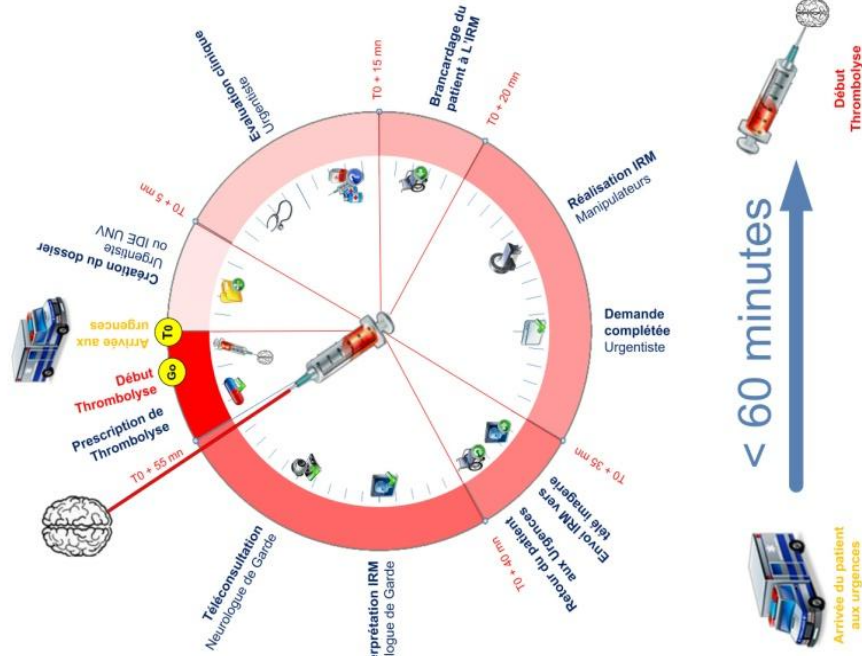 Arrivée aux
urgences
T0
Création du dossier
Urgentiste
ou IDE UNV
T0 + 5 mn
Evaluation clinique
Urgentiste
T0 + 15 mn
Brancardage du
patient à L'IRM
T0 + 20 mn
Réalisation IRM
Manipulateurs
Demande
complétée
Urgentiste
T0 + 35 mn
Envoi IRM vers
télé imagerie
Retour du patient
aux Urgences
T0 + 40 mn
erprétation IRM
logue de Garde
Téléconsultation
Neurologue de Garde
T0 + 55 mn
Prescription de
Thrombolyse
Début
Thrombolyse
Go
Arrivée du patient
aux urgences
< 60 minutes
Début
Thrombolyse